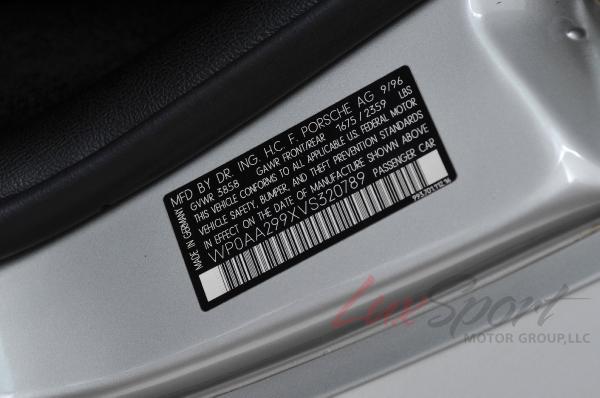 MFD BY DR. ING. H.C. F. PORSCHE AG 9/96
MADE IN GERMANY
GVWR 3858 GAWR FRONT/REAR 1675/2359 LBS
THIS VEHICLE CONFORMS TO ALL APPLICABLE U.S. FEDERAL MOTOR
VEHICLE SAFETY, BUMPER, AND THEFT PREVENTION STANDARDS
IN EFFECT ON THE DATE OF MANUFACTURE SHOWN ABOVE
WP0AA299XVS320789 PASSENGER CAR
LuxSport
MOTOR GROUP,LLC